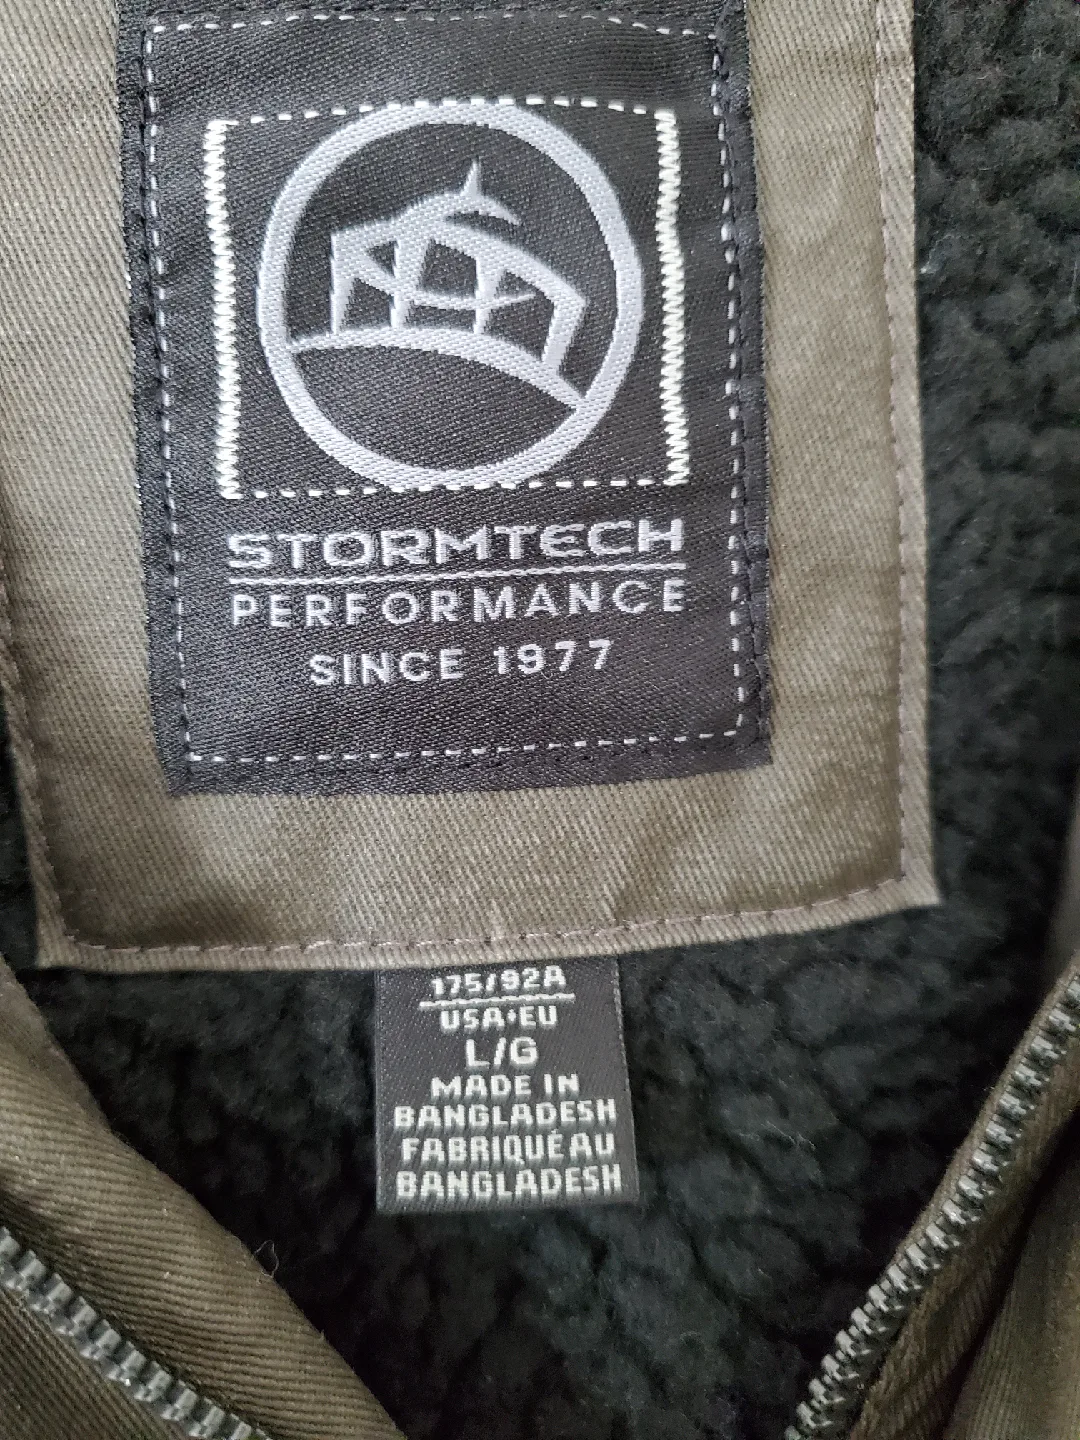 STORMTECH
PERFORMANCE
SINCE 1977
175/92A
USA•EU
L/G
MADE IN
BANGLADESH
FABRIQUÉ AU
BANGLADESH